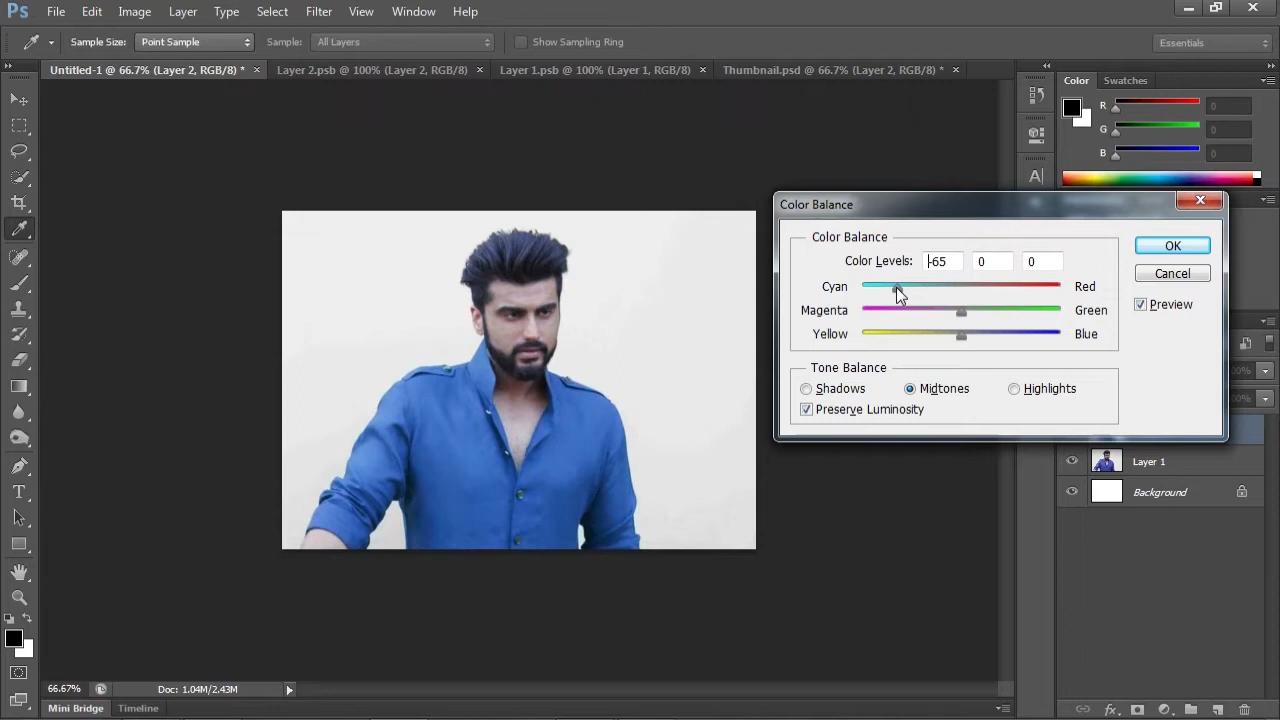 Ps File Edit Image Layer Type Select Filter View Window Help
Sample Size: Point Sample Sample: All Layers Show Sampling Ring Essentials
Untitled-1 @ 66.7% (Layer 2, RGB/8) * × Layer 2.psb @ 100% (Layer 2, RGB/8) × Layer 1.psb @ 100% (Layer 1, RGB/8) × Thumbnail.psd @ 66.7% (Layer 2, RGB/8) * ×
Color Swatches
R 0
G 0
B 0
Color Balance
Color Balance
Color Levels: -65 0 0
Cyan Red
Magenta Green
Yellow Blue
Tone Balance
Shadows Midtones Highlights
Preserve Luminosity
OK
Cancel
Preview
Layer 1
Background
66.67% Doc: 1.04M/2.43M
Mini Bridge Timeline